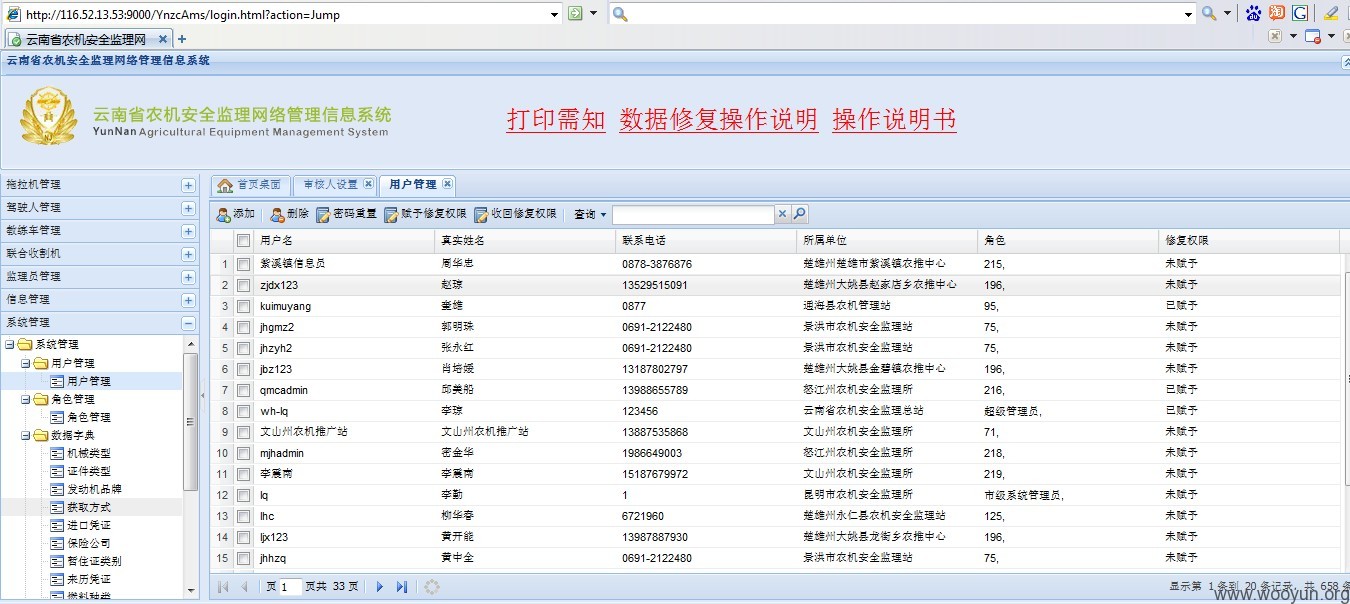 http://116.52.13.53:9000/YnzcAms/login.html?action=Jump
云南省农机安全监理网
云南省农机安全监理网络管理信息系统
云南省农机安全监理网络管理信息系统
YunNan Agricultural Equipment Management System
打印需知 数据修复操作说明 操作说明书
拖拉机管理
驾驶人管理
教练车管理
联合收割机
监理员管理
信息管理
系统管理
系统管理
用户管理
用户管理
角色管理
角色管理
数据字典
机械类型
证件类型
发动机品牌
获取方式
进口凭证
保险公司
暂住证类别
来历凭证
燃料种类
首页桌面 审核人设置 用户管理
添加 删除 密码重置 赋予修复权限 收回修复权限 查询
用户名 真实姓名 联系电话 所属单位 角色 修复权限
1 紫溪镇信息员 周华忠 0878-3876876 楚雄州楚雄市紫溪镇农推中心 215, 未赋予
2 zjdx123 赵琼 13529515091 楚雄州大姚县赵家店乡农推中心 196, 未赋予
3 kuimuyang 奎雄 0877 通海县农机管理站 95, 已赋予
4 jhgmz2 郭明珠 0691-2122480 景洪市农机安全监理站 75, 未赋予
5 jhzyh2 张永红 0691-2122480 景洪市农机安全监理站 75, 未赋予
6 jbz123 肖培媛 13187802797 楚雄州大姚县金碧镇农推中心 196, 未赋予
7 qmcadmin 邱美船 13988655789 怒江州农机安全监理所 216, 已赋予
8 wh-lq 李琼 123456 云南省农机安全监理总站 超级管理员, 已赋予
9 文山州农机推广站 文山州农机推广站 13887535868 文山州农机安全监理所 71, 未赋予
10 mjhadmin 密金华 1986649003 怒江州农机安全监理所 218, 未赋予
11 李震南 李震南 15187679972 文山州农机安全监理所 219, 未赋予
12 lq 李勤 1 昆明市农机安全监理所 市级系统管理员, 未赋予
13 lhc 柳华春 6721960 楚雄州永仁县农机安全监理站 125, 未赋予
14 ljx123 黄开能 13987887930 楚雄州大姚县龙街乡农推中心 196, 未赋予
15 jhhzq 黄中全 0691-2122480 景洪市农机安全监理站 75, 未赋予
页 1 页共 33 页
显示第 1 条到 20 条记录，共 658 条
www.wooyun.org